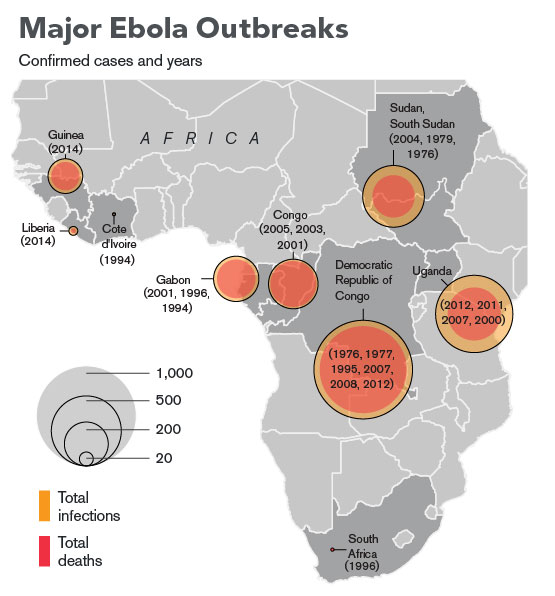 Major Ebola Outbreaks
Confirmed cases and years
Guinea
(2014)
A F R I C A
Sudan,
South Sudan
(2004, 1979,
1976)
Liberia
(2014)
Cote
d'Ivoire
(1994)
Congo
(2005, 2003,
2001)
Gabon
(2001, 1996,
1994)
Democratic
Republic of
Congo
(1976, 1977,
1995, 2007,
2008, 2012)
Uganda
(2012, 2011,
2007, 2000)
1,000
500
200
20
Total
infections
Total
deaths
South
Africa
(1996)